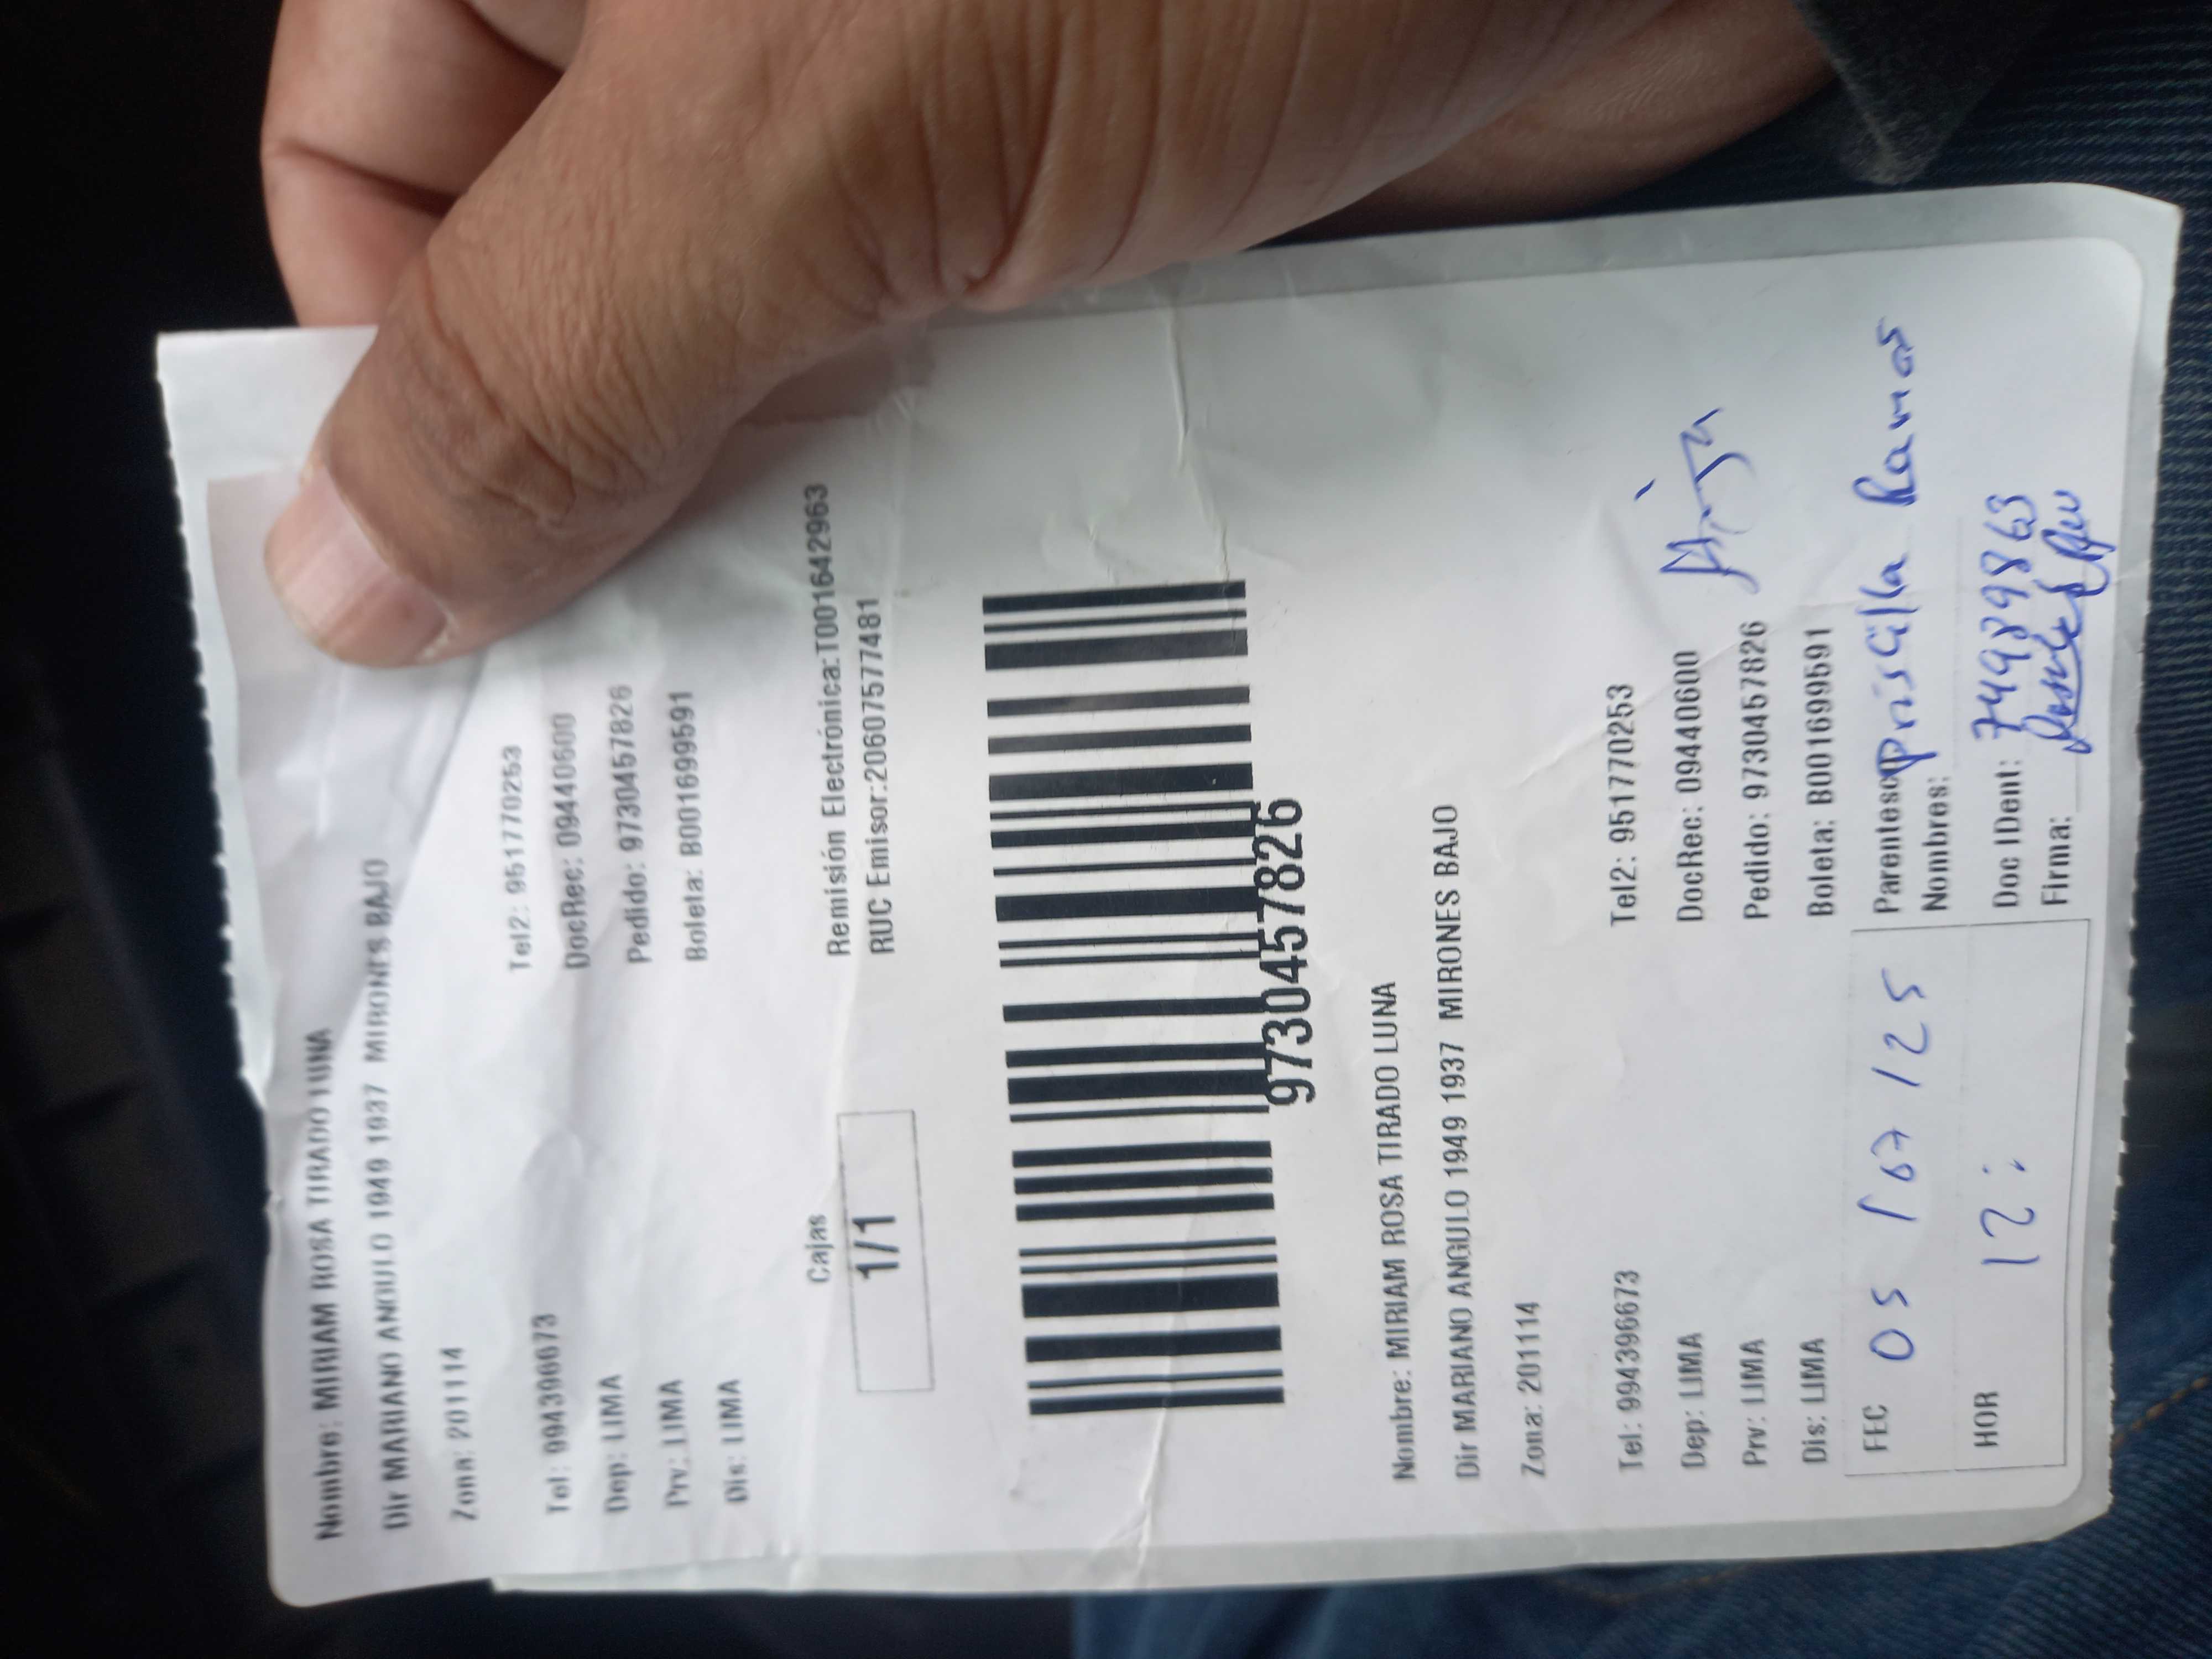 Nombre: MIRIAM ROSA TIRADO LUNA
Dir MARIANO ANGULO 1949 1937 MIRONES BAJO
Zona: 201114
Tel: 994396673 Tel2: 951770253
Dep: LIMA DocRec: 09440600
Prv: LIMA Pedido: 9730457826
Dis: LIMA Boleta: B001699591
Cajas Remisión Electrónica:T001642963
1/1 RUC Emisor:20607577481
9730457826
Nombre: MIRIAM ROSA TIRADO LUNA
Dir MARIANO ANGULO 1949 1937 MIRONES BAJO
Zona: 201114
Tel: 994396673 Tel2: 951770253
Dep: LIMA DocRec: 09440600
Prv: LIMA Pedido: 9730457826
Dis: LIMA Boleta: B001699591
FEC 05 / 07 / 25 Parentesco Priscilla Ramos
Nombres:
HOR 12 : Doc IDent: 74989863
Firma: